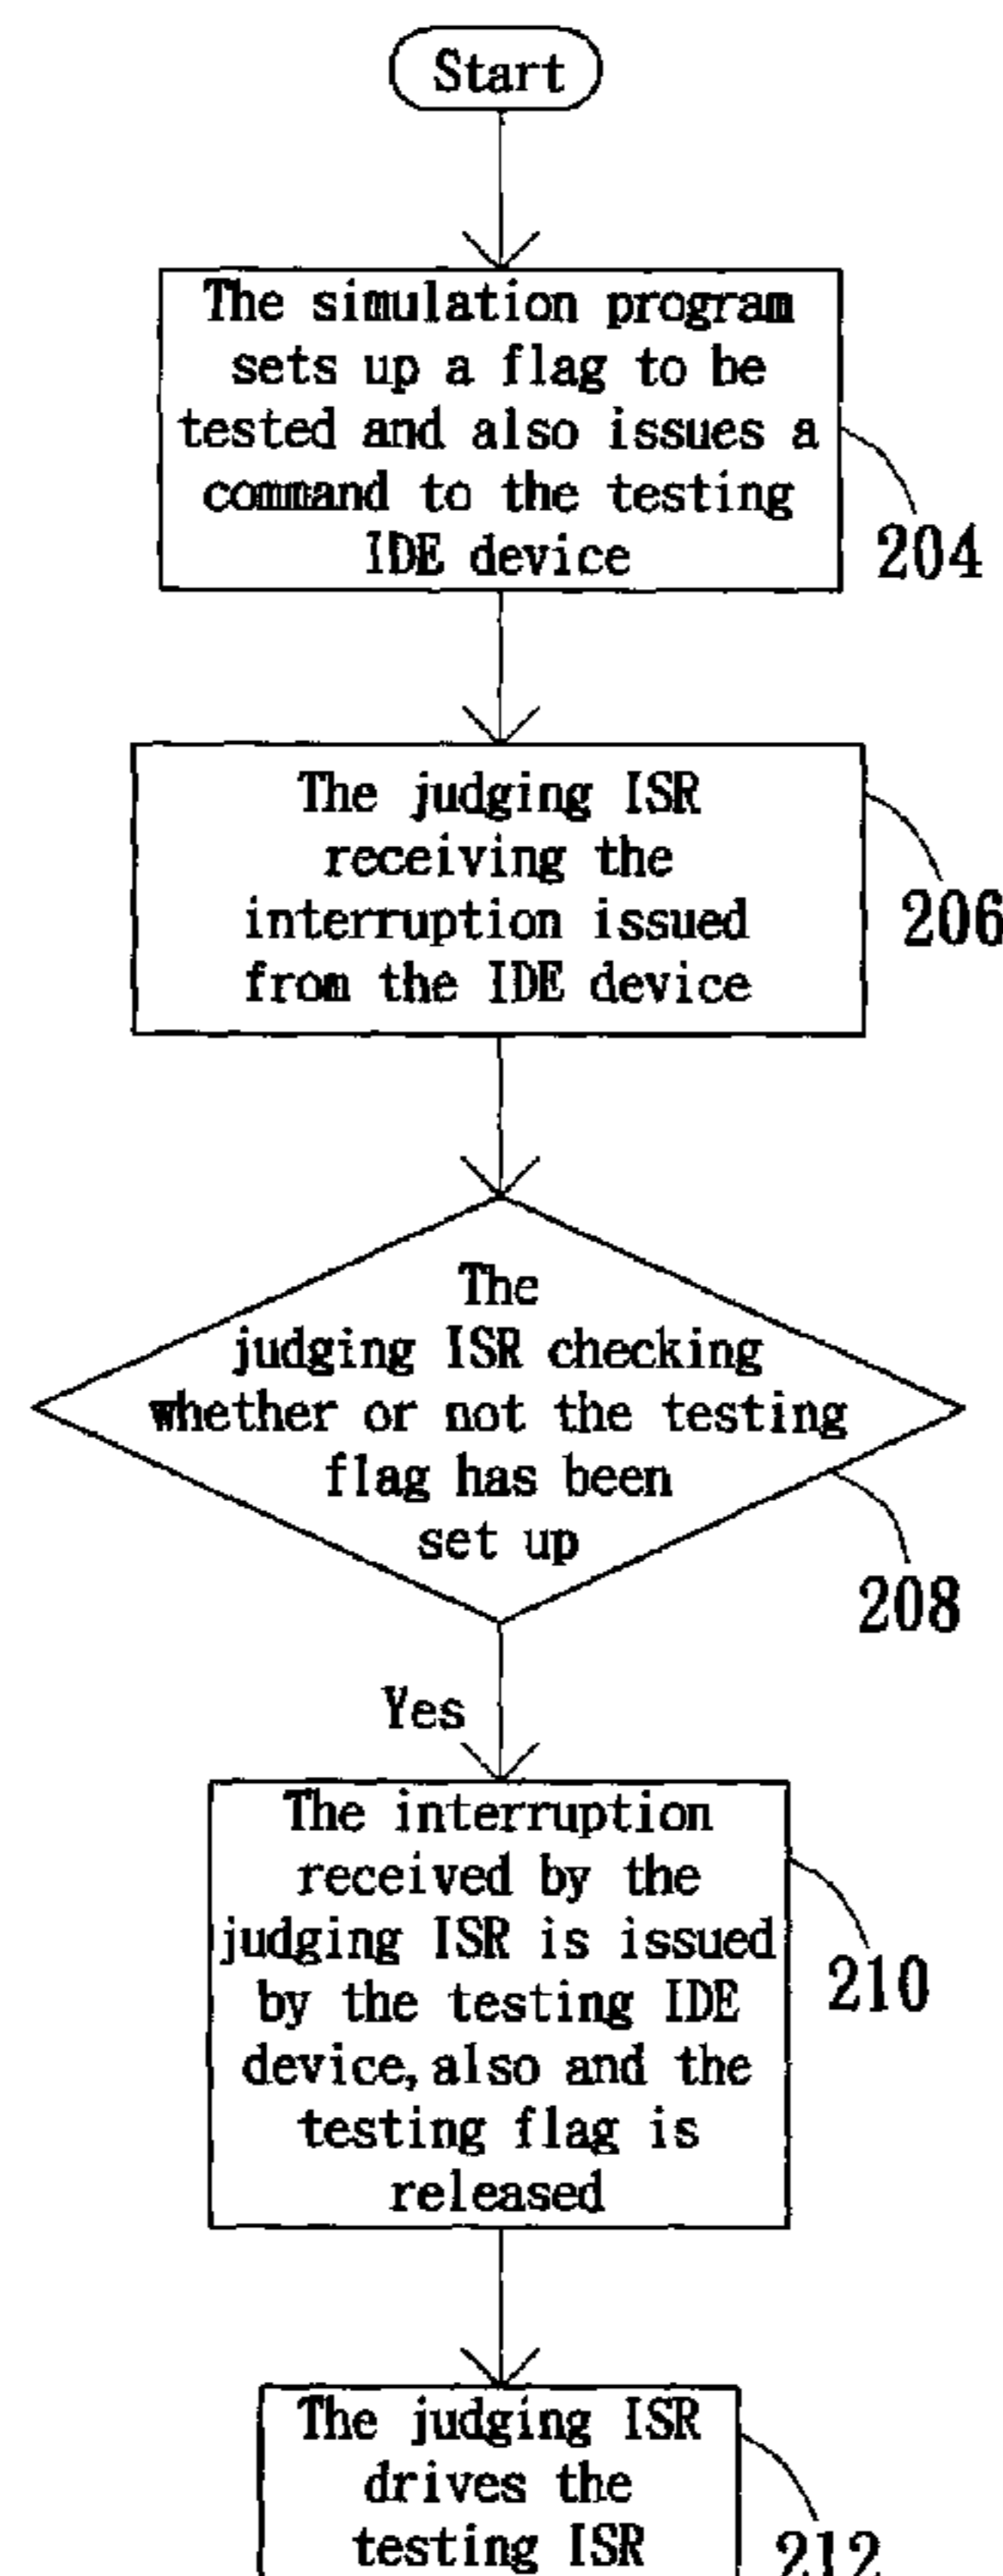 Start
The simulation program
sets up a flag to be
tested and also issues a
command to the testing
IDE device
204
The judging ISR
receiving the
interruption issued
from the IDE device
206
The
judging ISR checking
whether or not the testing
flag has been
set up
208
Yes
The interruption
received by the
judging ISR is issued
by the testing IDE
device, also and the
testing flag is
released
210
The judging ISR
drives the
testing ISR
212